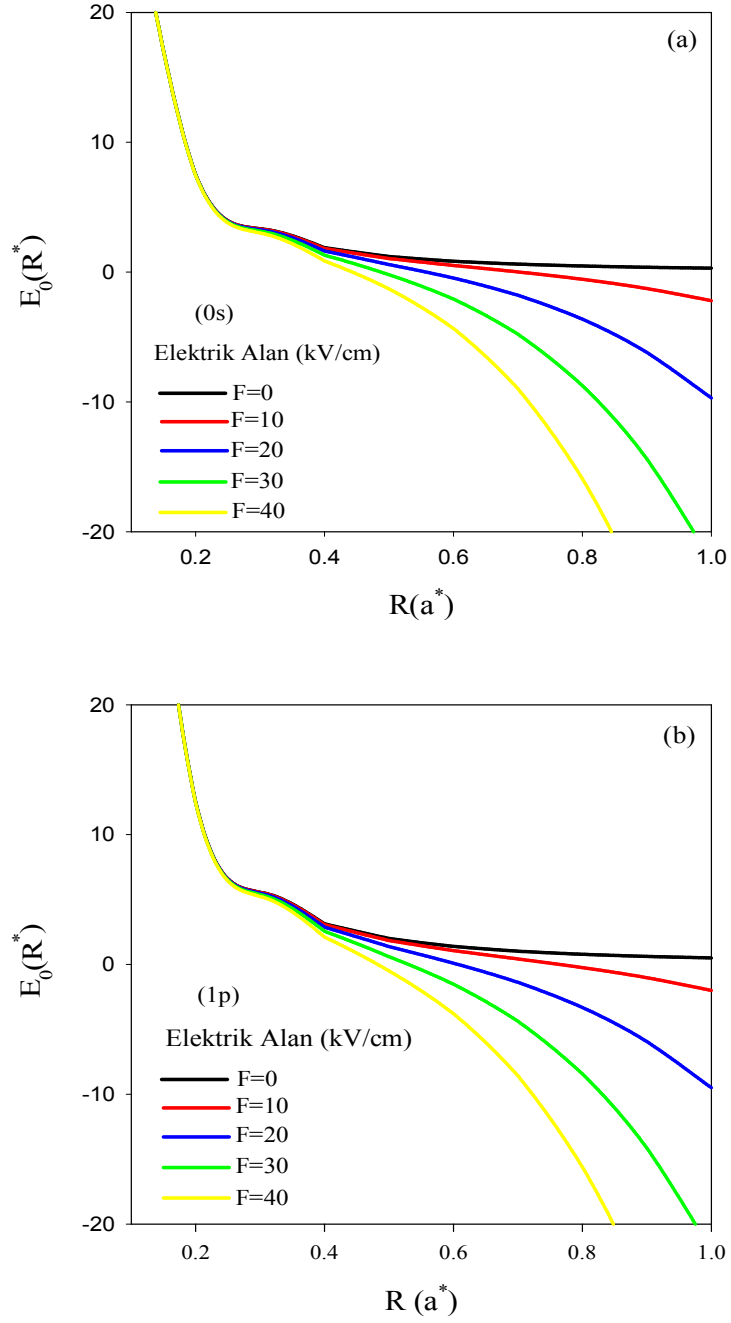 (a)
20
10
0
-10
-20
E₀(R*)
(0s)
Elektrik Alan (kV/cm)
F=0
F=10
F=20
F=30
F=40
0.2 0.4 0.6 0.8 1.0
R(a*)
(b)
20
10
0
-10
-20
E₀(R*)
(1p)
Elektrik Alan (kV/cm)
F=0
F=10
F=20
F=30
F=40
0.2 0.4 0.6 0.8 1.0
R (a*)